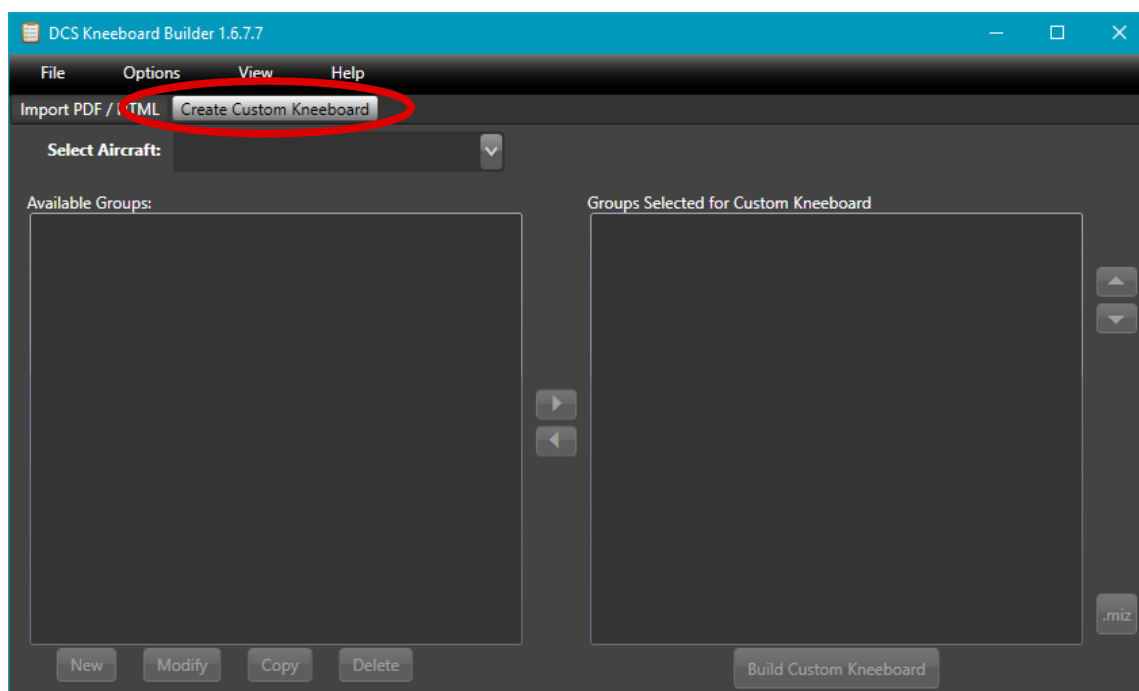 DCS Kneeboard Builder 1.6.7.7
File Options View Help
Import PDF / HTML Create Custom Kneeboard
Select Aircraft:
Available Groups: Groups Selected for Custom Kneeboard
.miz
New Modify Copy Delete Build Custom Kneeboard